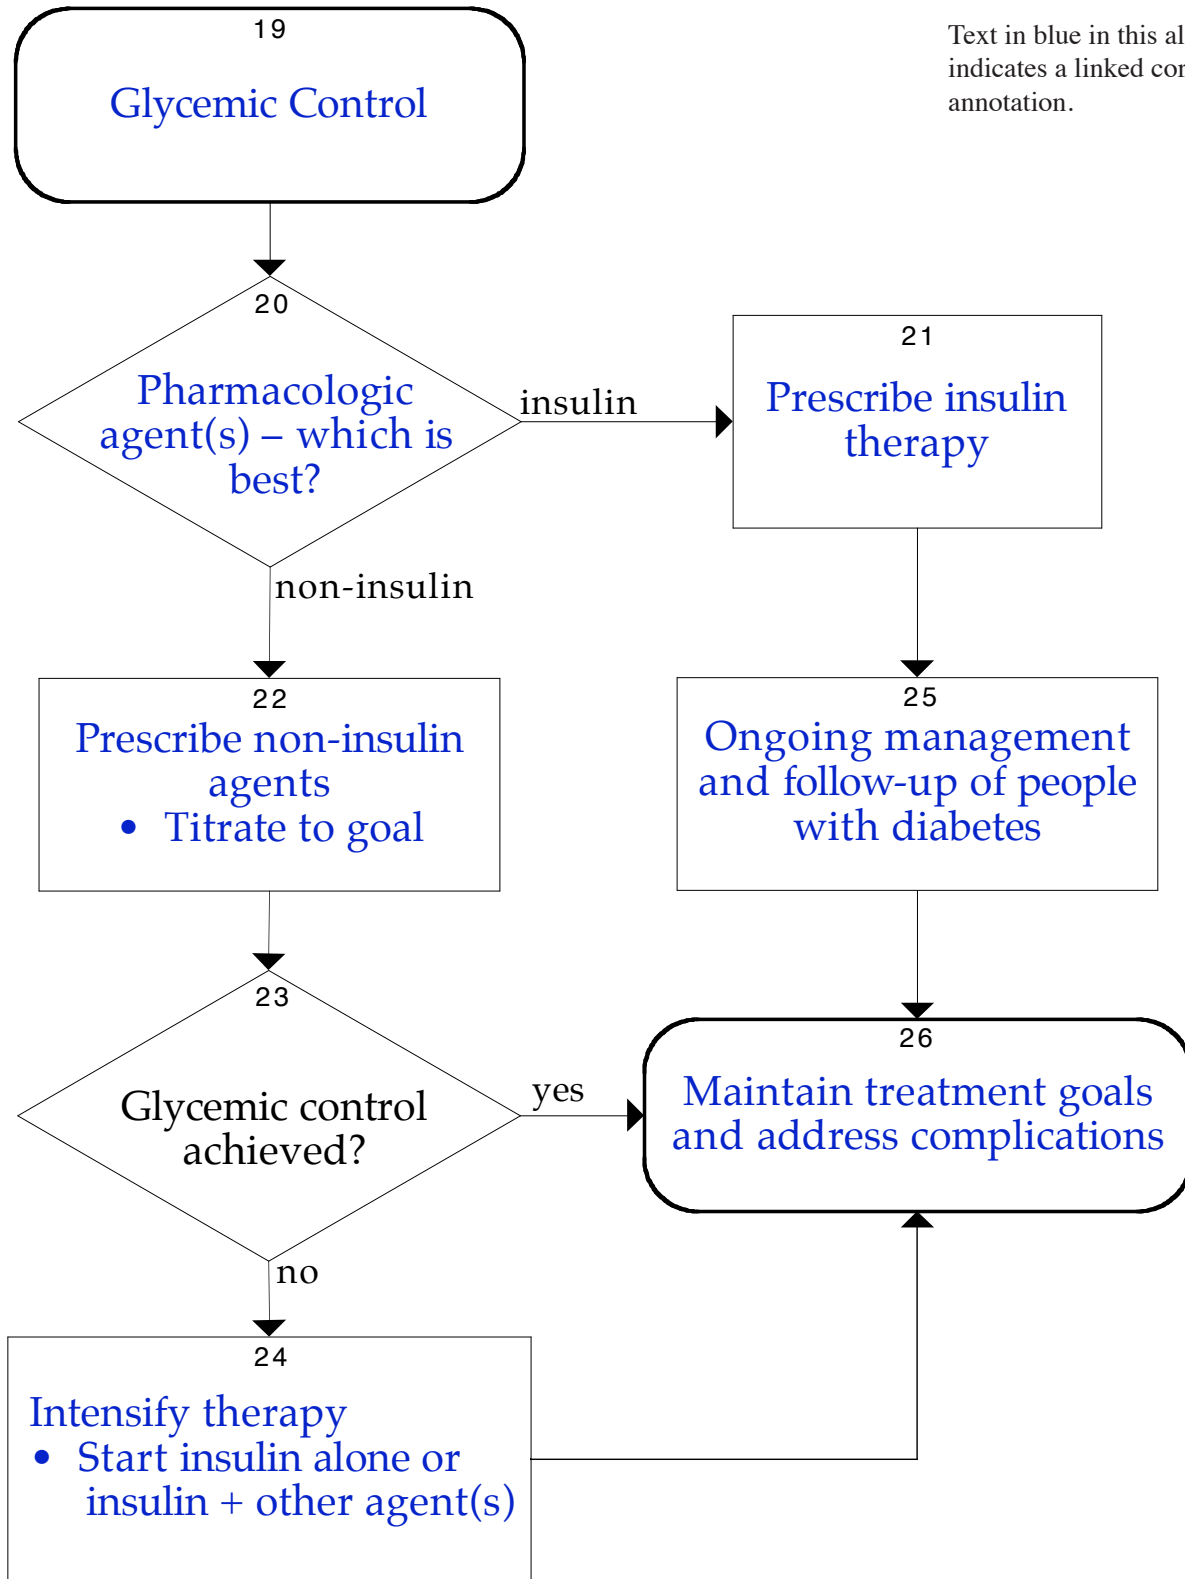 19
Glycemic Control
Text in blue in this
indicates a linked
annotation.
20
Pharmacologic
agent(s) – which is
best?
insulin
21
Prescribe insulin
therapy
non-insulin
22
Prescribe non-insulin
agents
• Titrate to goal
25
Ongoing management
and follow-up of people
with diabetes
23
Glycemic control
achieved?
yes
26
Maintain treatment goals
and address complications
no
24
Intensify therapy
• Start insulin alone or
insulin + other agent(s)